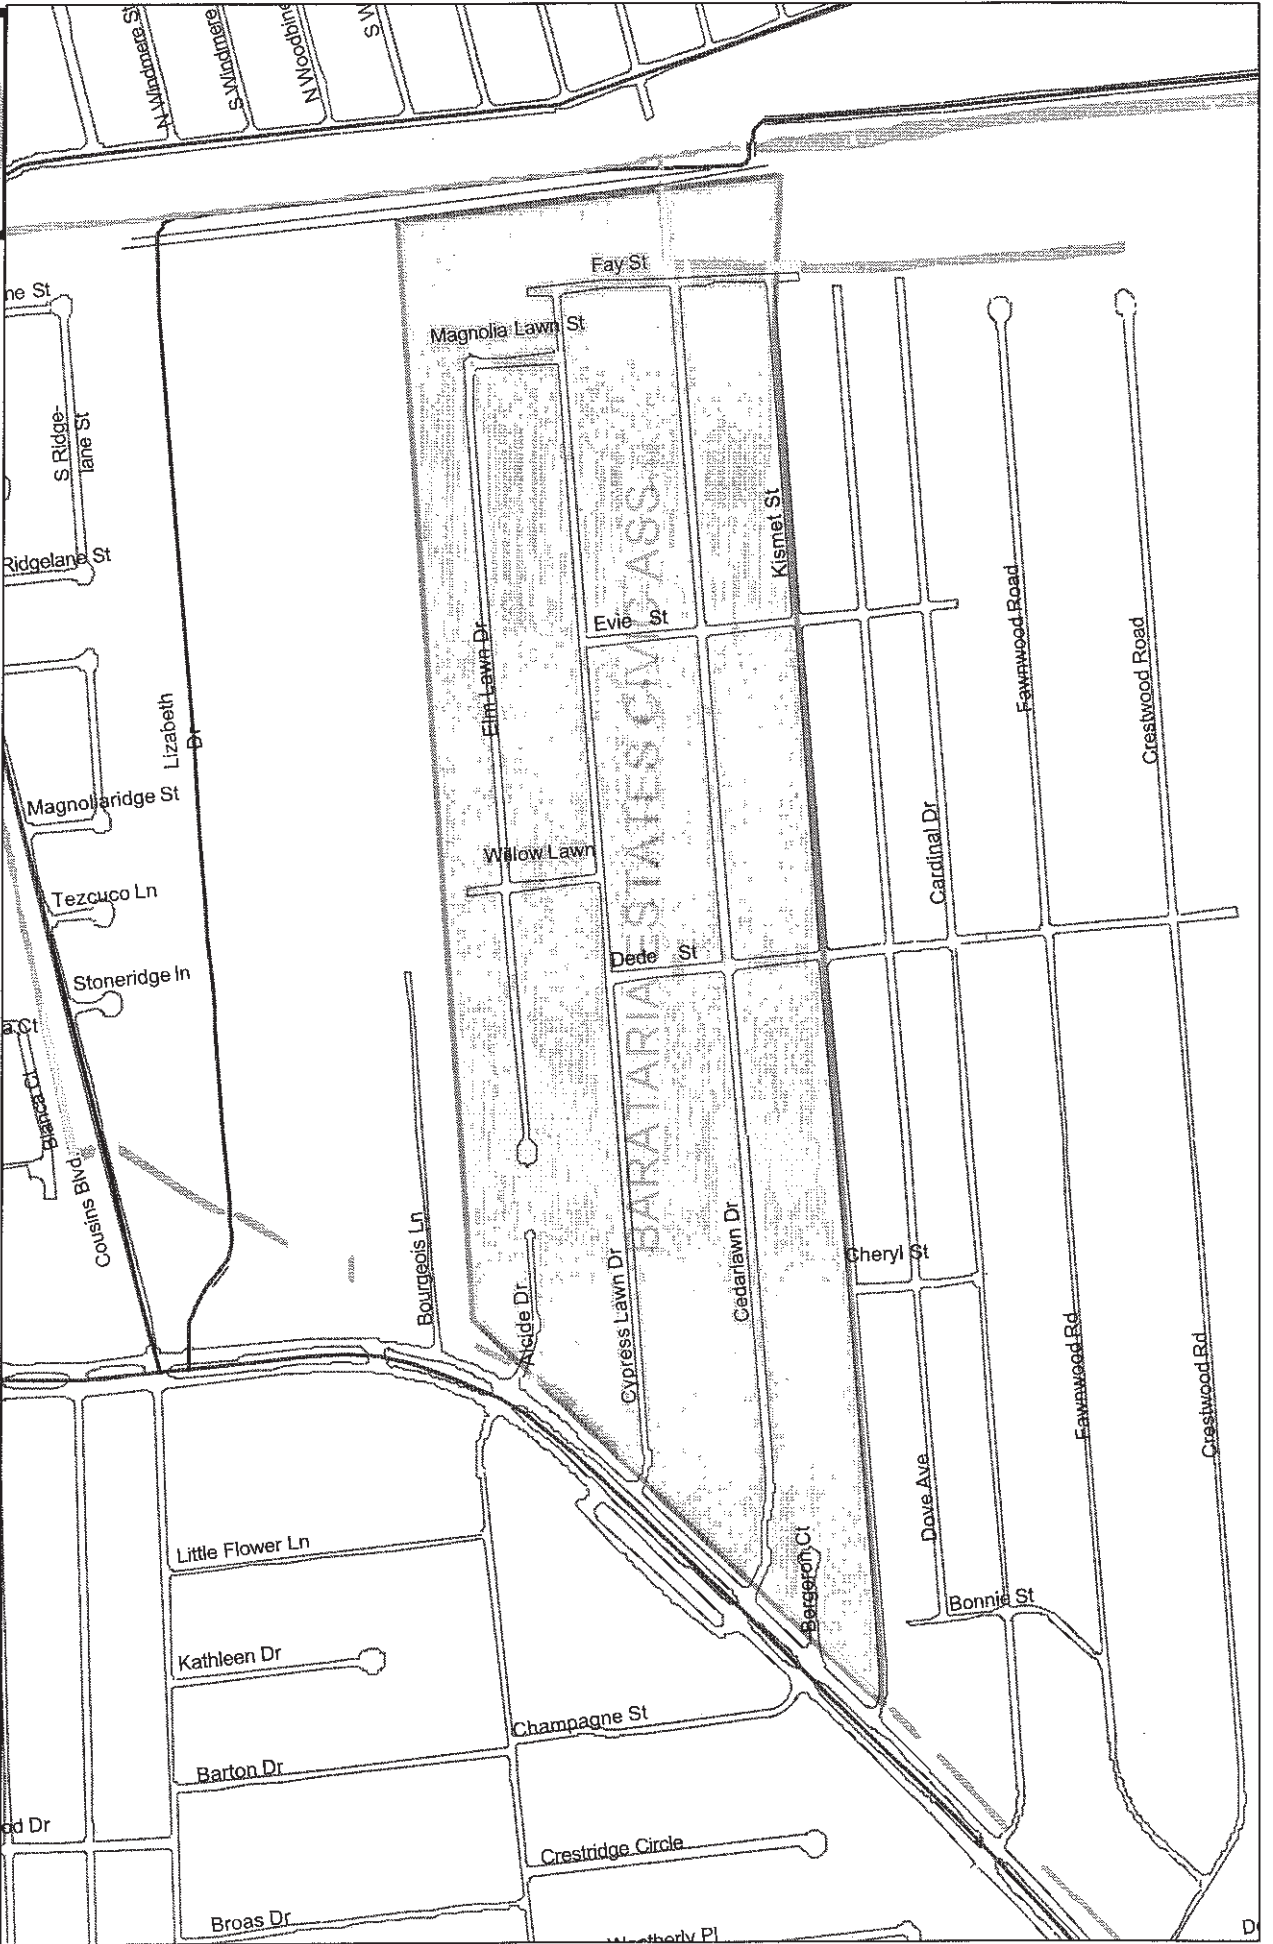 N Windmere St
S Windmere
N Woodbine
S W
Fay St
ne St
Magnolia Lawn St
S Ridge-
lane St
Kismet St
Ridgelane St
Evie St
Elm Lawn Dr
Fawnwood Road
Crestwood Road
Lizabeth
Dr
BARATARIA ESTATES CIVIC ASS
Magnoliaridge St
Willow Lawn
Cardinal Dr
Tezcuco Ln
Dede St
Stoneridge ln
a Ct
Bianca Ct
Cousins Blvd
Bourgeois Ln
Alcide Dr
Cypress Lawn Dr
Cedarlawn Dr
Cheryl St
Fawnwood Rd
Crestwood Rd
Dove Ave
Little Flower Ln
Bergeron Ct
Bonnie St
Kathleen Dr
Champagne St
Barton Dr
od Dr
Crestridge Circle
Broas Dr
Weatherly Pl
D